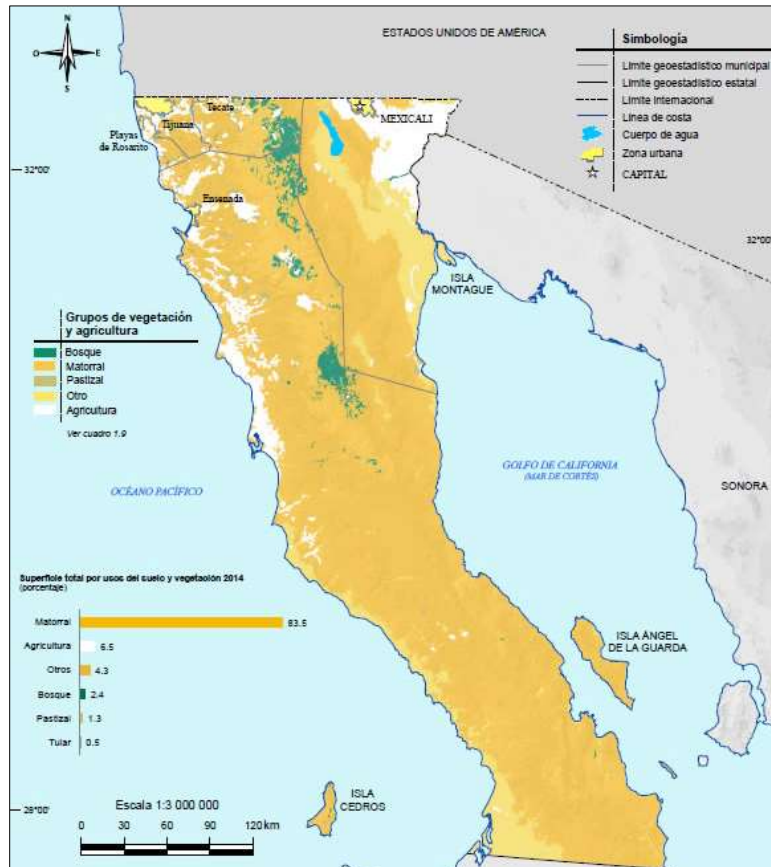 N
O
E
S
ESTADOS UNIDOS DE AMÉRICA
Simbología
Límite geoestadístico municipal
Límite geoestadístico estatal
Límite internacional
Línea de costa
Cuerpo de agua
Zona urbana
CAPITAL
Tecate
Tijuana
MEXICALI
Playas
de Rosarito
32°00'
Ensenada
32°00'
ISLA
MONTAGUE
Grupos de vegetación
y agricultura
Bosque
Matorral
Pastizal
Otro
Agricultura
Ver cuadro 1.9
OCÉANO PACÍFICO
GOLFO DE CALIFORNIA
(MAR DE CORTÉS)
SONORA
Superficie total por usos del suelo y vegetación 2014
(porcentaje)
Matorral 83.5
Agricultura 6.5
Otros 4.3
Bosque 2.4
Pastizal 1.3
Tular 0.5
ISLA ÁNGEL
DE LA GUARDA
28°00'
Escala 1:3 000 000
0 30 60 90 120 km
ISLA
CEDROS